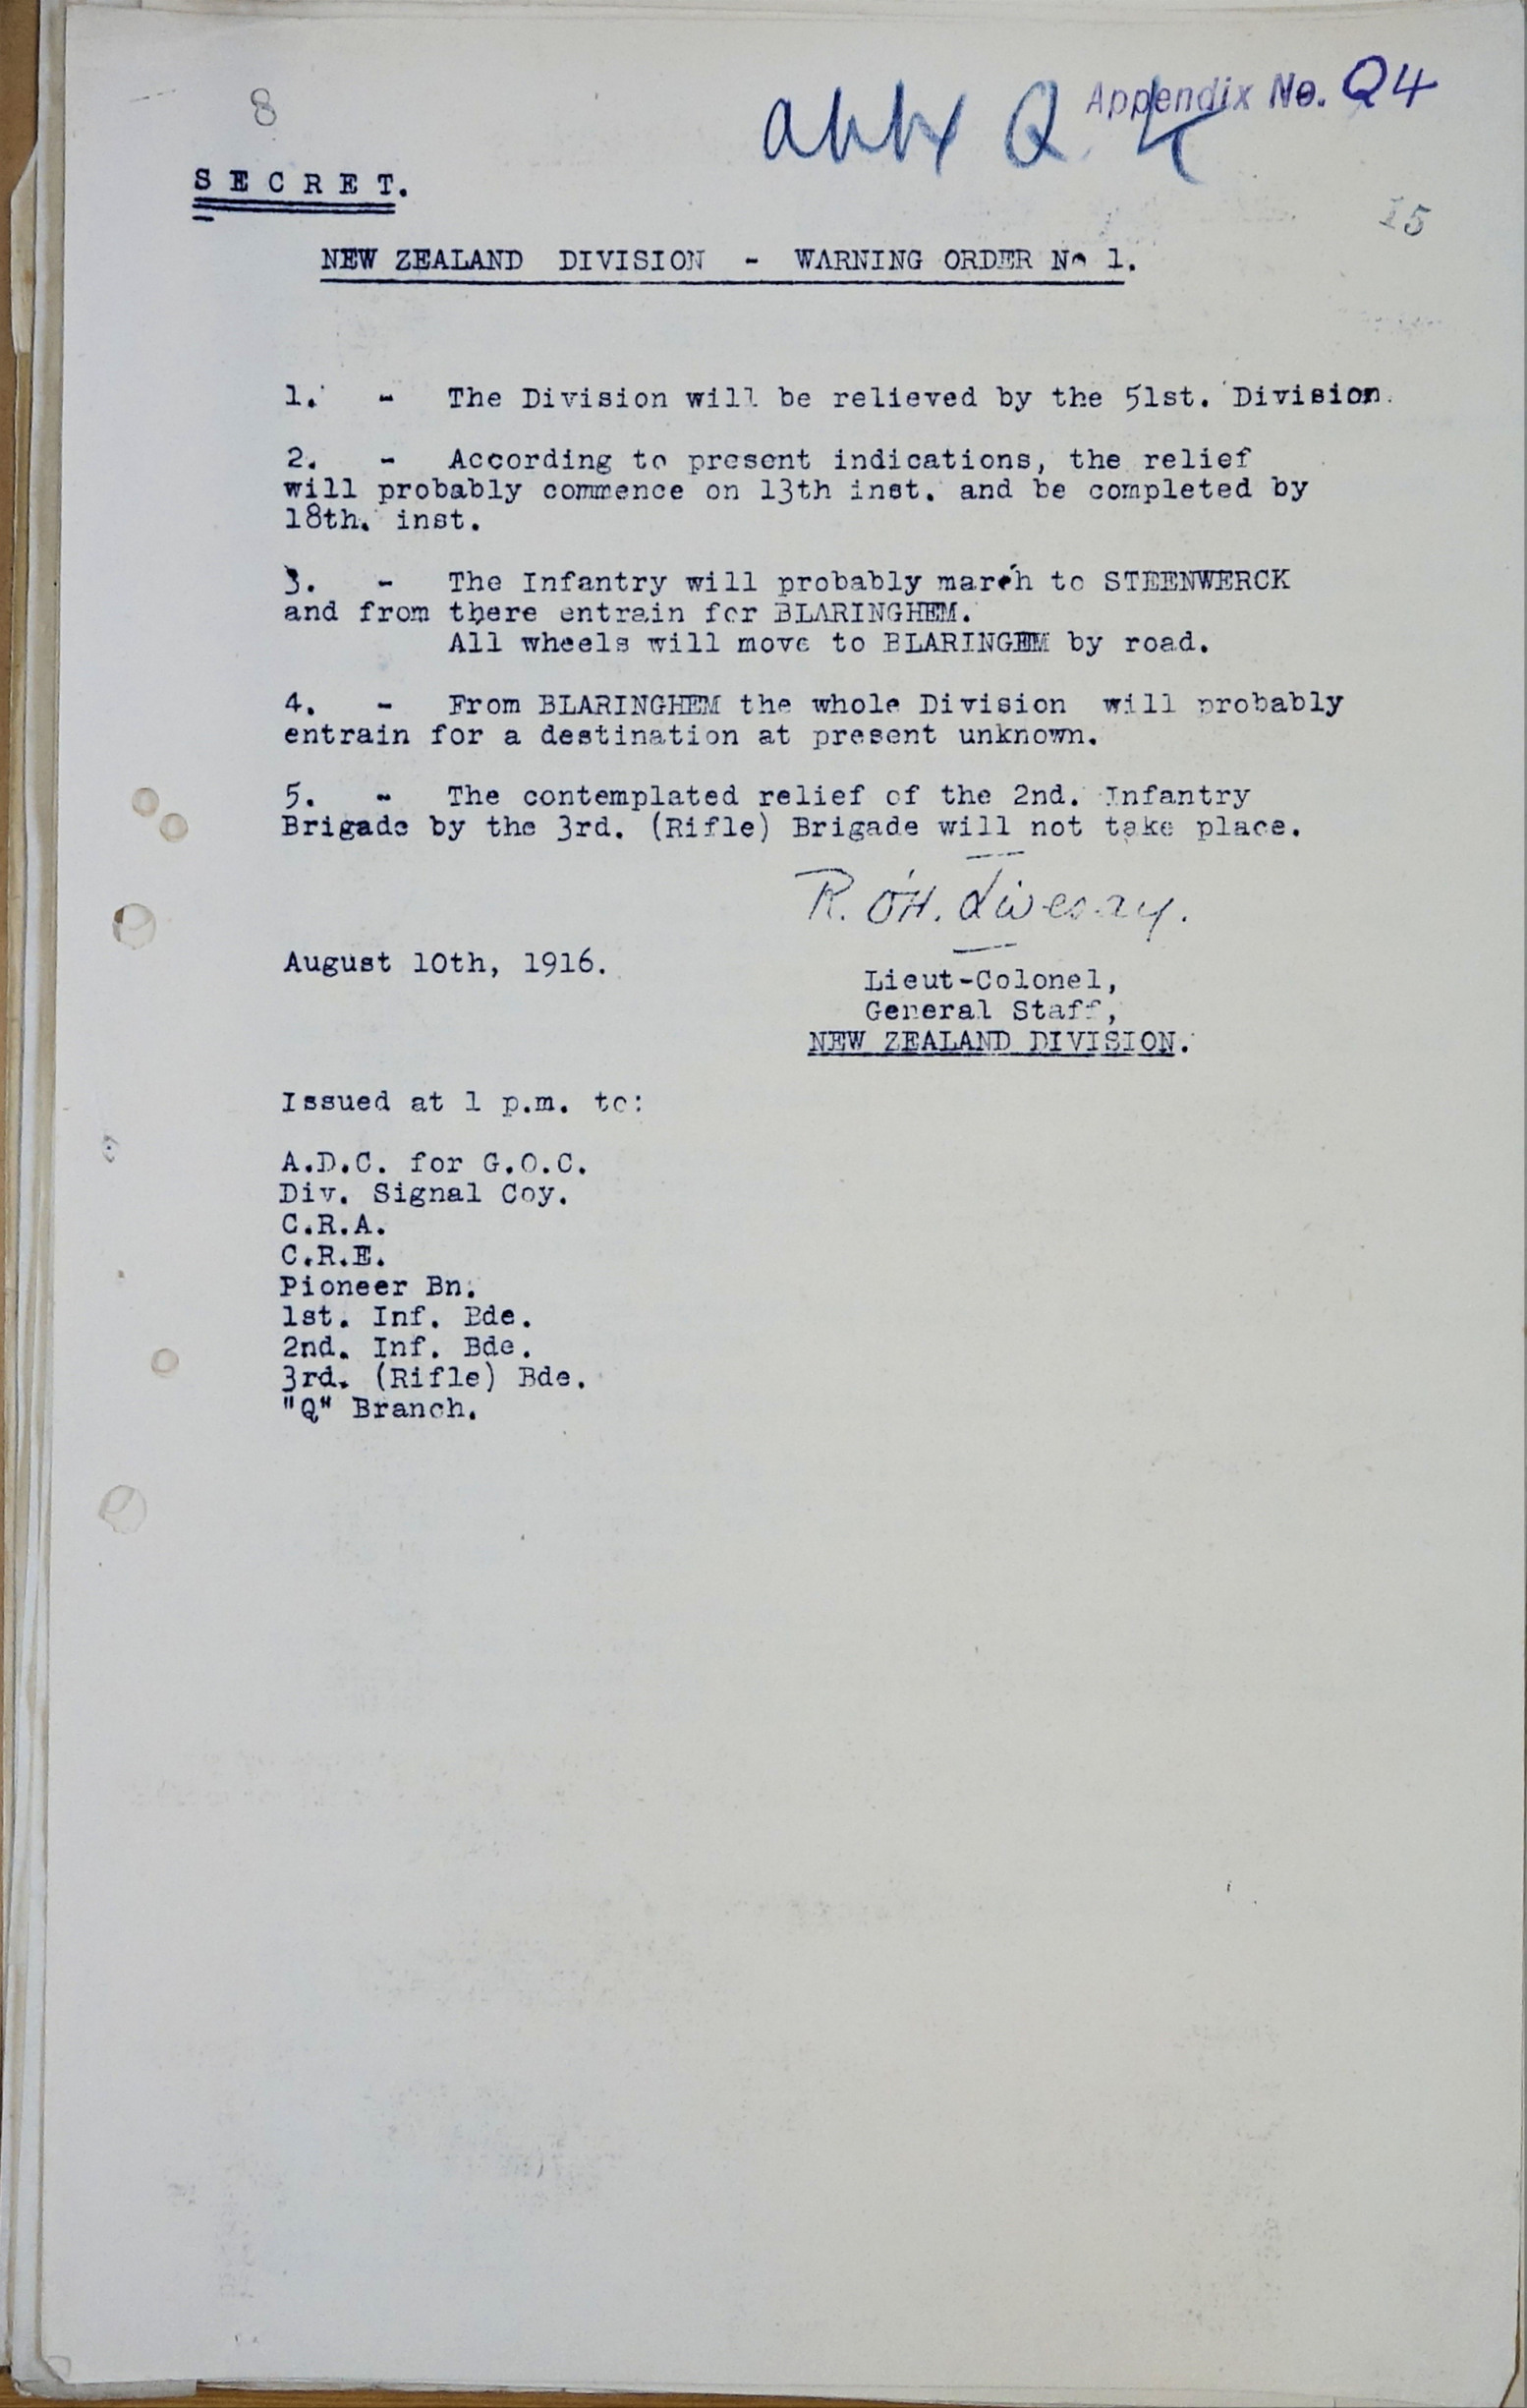 8
Appendix No. Q4
appx Q. 4
SECRET.
15
NEW ZEALAND DIVISION - WARNING ORDER No 1.
1. - The Division will be relieved by the 51st. Division.
2. - According to present indications, the relief
will probably commence on 13th inst. and be completed by
18th. inst.
3. - The Infantry will probably march to STEENWERCK
and from there entrain for BLARINGHEM.
All wheels will move to BLARINGEM by road.
4. - From BLARINGHEM the whole Division will probably
entrain for a destination at present unknown.
5. - The contemplated relief of the 2nd. Infantry
Brigade by the 3rd. (Rifle) Brigade will not take place.
R. O'H. Livesay.
August 10th, 1916.
Lieut-Colonel,
General Staff,
NEW ZEALAND DIVISION.
Issued at 1 p.m. to:
A.D.C. for G.O.C.
Div. Signal Coy.
C.R.A.
C.R.E.
Pioneer Bn.
1st. Inf. Bde.
2nd. Inf. Bde.
3rd. (Rifle) Bde.
"Q" Branch.